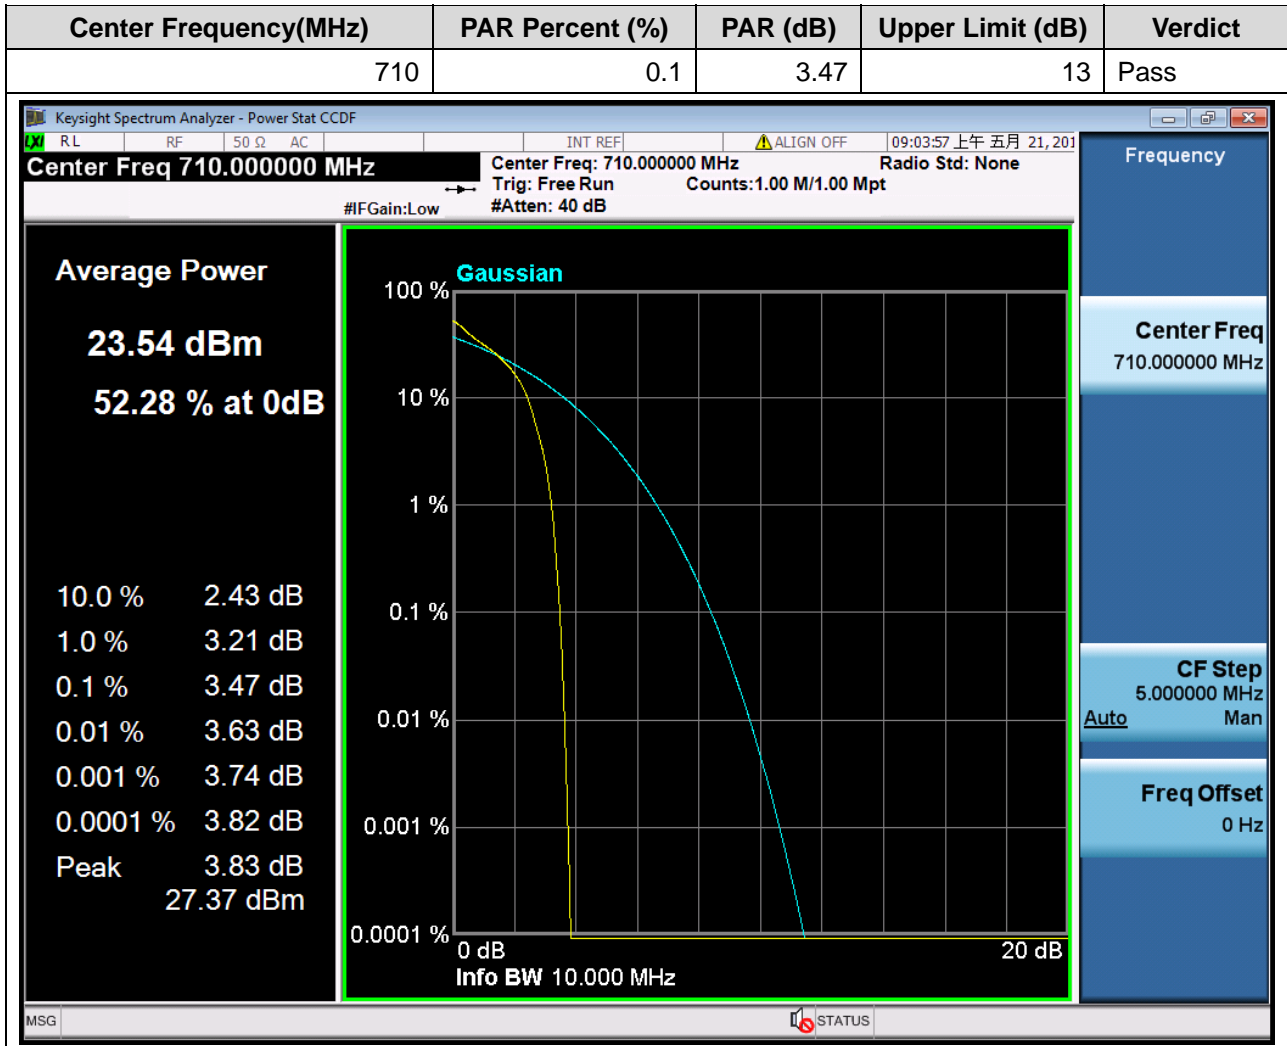 Center Frequency(MHz) PAR Percent (%) PAR (dB) Upper Limit (dB) Verdict
710 0.1 3.47 13 Pass
Keysight Spectrum Analyzer - Power Stat CCDF
LXI RL RF 50 Ω AC INT REF ALIGN OFF 09:03:57 上午 五月 21, 201
Center Freq 710.000000 MHz
Center Freq: 710.000000 MHz Radio Std: None
Trig: Free Run Counts:1.00 M/1.00 Mpt
#IFGain:Low #Atten: 40 dB
Average Power
23.54 dBm
52.28 % at 0dB
10.0 % 2.43 dB
1.0 % 3.21 dB
0.1 % 3.47 dB
0.01 % 3.63 dB
0.001 % 3.74 dB
0.0001 % 3.82 dB
Peak 3.83 dB
27.37 dBm
Gaussian
100 %
10 %
1 %
0.1 %
0.01 %
0.001 %
0.0001 %
0 dB 20 dB
Info BW 10.000 MHz
Frequency
Center Freq
710.000000 MHz
CF Step
5.000000 MHz
Auto Man
Freq Offset
0 Hz
MSG STATUS